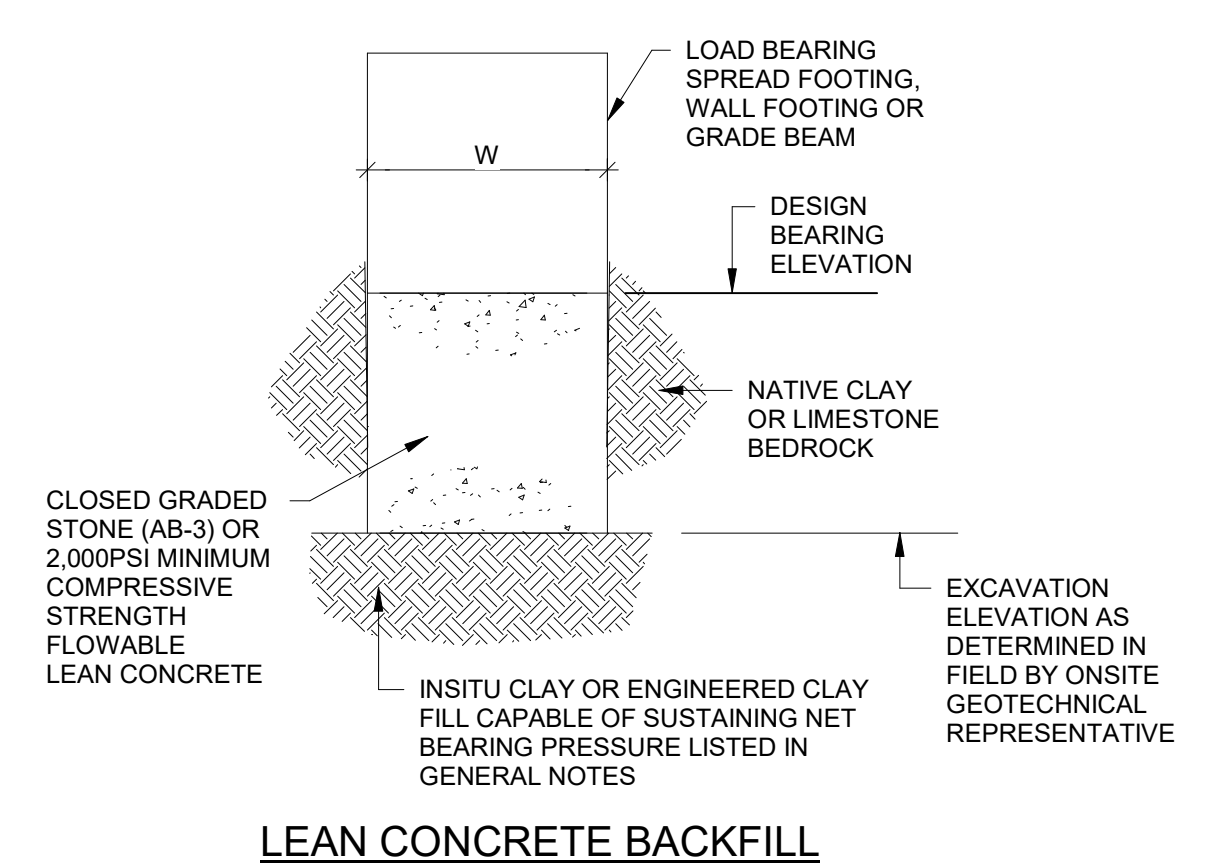 LOAD BEARING
SPREAD FOOTING,
WALL FOOTING OR
GRADE BEAM
W
DESIGN
BEARING
ELEVATION
NATIVE CLAY
OR LIMESTONE
BEDROCK
CLOSED GRADED
STONE (AB-3) OR
2,000PSI MINIMUM
COMPRESSIVE
STRENGTH
FLOWABLE
LEAN CONCRETE
EXCAVATION
ELEVATION AS
DETERMINED IN
FIELD BY ONSITE
GEOTECHNICAL
REPRESENTATIVE
INSITU CLAY OR ENGINEERED CLAY
FILL CAPABLE OF SUSTAINING NET
BEARING PRESSURE LISTED IN
GENERAL NOTES
LEAN CONCRETE BACKFILL